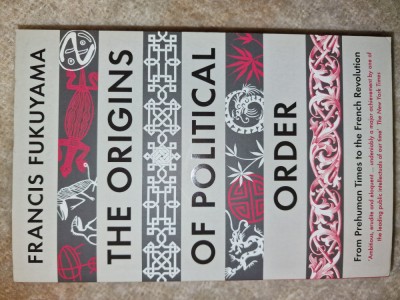 FRANCIS FUKUYAMA
THE ORIGINS
OF POLITICAL
ORDER
From Prehuman Times to the French Revolution
'Ambitious, erudite and eloquent ... undeniably a major achievement by one of
the leading public intellectuals of our time' The New York Times